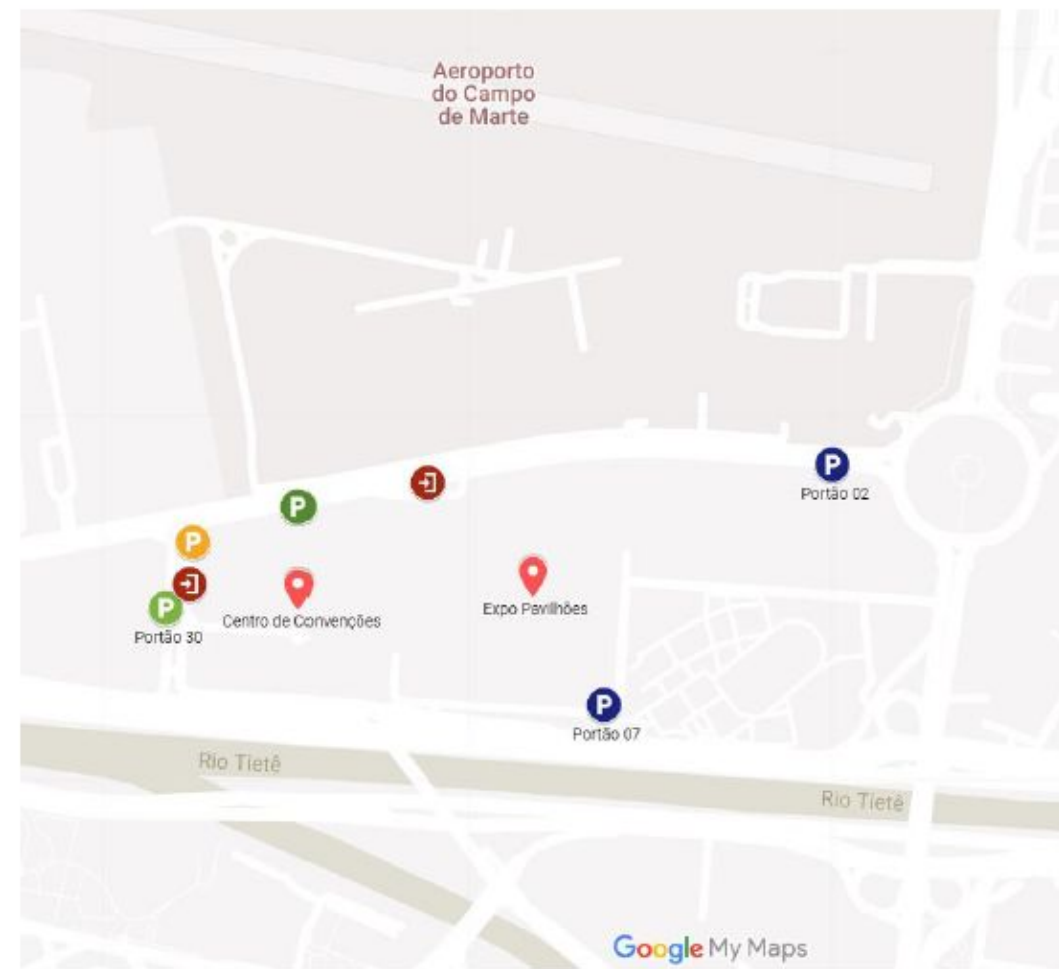 Aeroporto
do Campo
de Marte
P
Portão 02
P
P
P
Portão 30
Centro de Convenções
Expo Pavilhões
P
Portão 07
Rio Tietê
Rio Tietê
Google My Maps